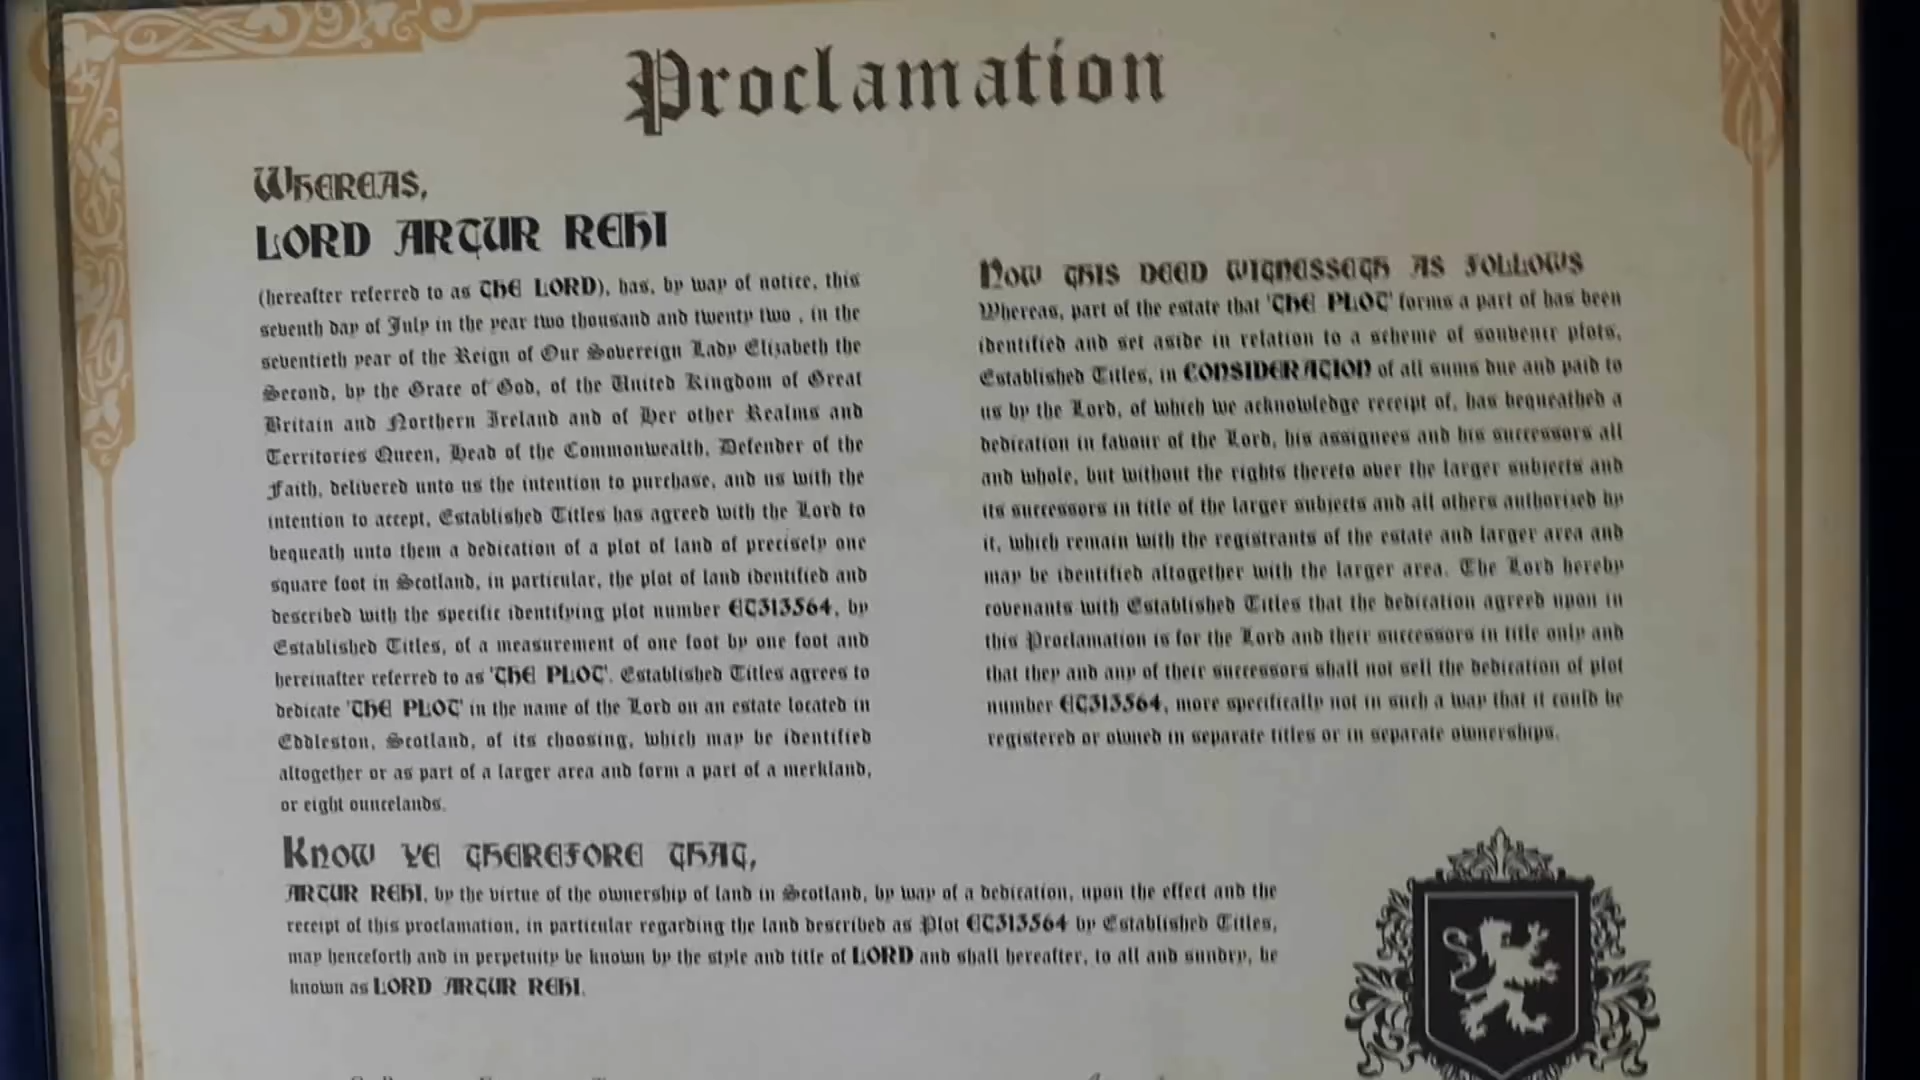 Proclamation
WHEREAS,
LORD ARTUR REHI
(hereafter referred to as THE LORD), has, by way of notice, this
seventh day of July in the year two thousand and twenty two , in the
seventieth year of the Reign of Our Sovereign Lady Elizabeth the
Second, by the Grace of God, of the United Kingdom of Great
Britain and Northern Ireland and of Her other Realms and
Territories Queen, Head of the Commonwealth, Defender of the
Faith, delivered unto us the intention to purchase, and us with the
intention to accept, Established Titles has agreed with the Lord to
bequeath unto them a dedication of a plot of land of precisely one
square foot in Scotland, in particular, the plot of land identified and
described with the specific identifying plot number ET313564, by
Established Titles, of a measurement of one foot by one foot and
hereinafter referred to as 'THE PLOT'. Established Titles agrees to
dedicate 'THE PLOT' in the name of the Lord on an estate located in
Eddleston, Scotland, of its choosing, which may be identified
altogether or as part of a larger area and form a part of a merkland,
or eight ouncelands.
NOW THIS DEED WITNESSETH AS FOLLOWS
Whereas, part of the estate that 'THE PLOT' forms a part of has been
identified and set aside in relation to a scheme of souvenir plots,
Established Titles, in CONSIDERATION of all sums due and paid to
us by the Lord, of which we acknowledge receipt of, has bequeathed a
dedication in favour of the Lord, his assignees and his successors all
and whole, but without the rights thereto over the larger subjects and
its successors in title of the larger subjects and all others authorized by
it, which remain with the registrants of the estate and larger area and
may be identified altogether with the larger area. The Lord hereby
covenants with Established Titles that the dedication agreed upon in
this Proclamation is for the Lord and their successors in title only and
that they and any of their successors shall not sell the dedication of plot
number ET313564, more specifically not in such a way that it could be
registered or owned in separate titles or in separate ownerships.
KNOW YE THEREFORE THAT,
ARTUR REHI, by the virtue of the ownership of land in Scotland, by way of a dedication, upon the effect and the
receipt of this proclamation, in particular regarding the land described as Plot ET313564 by Established Titles,
may henceforth and in perpetuity be known by the style and title of LORD and shall hereafter, to all and sundry, be
known as LORD ARTUR REHI.